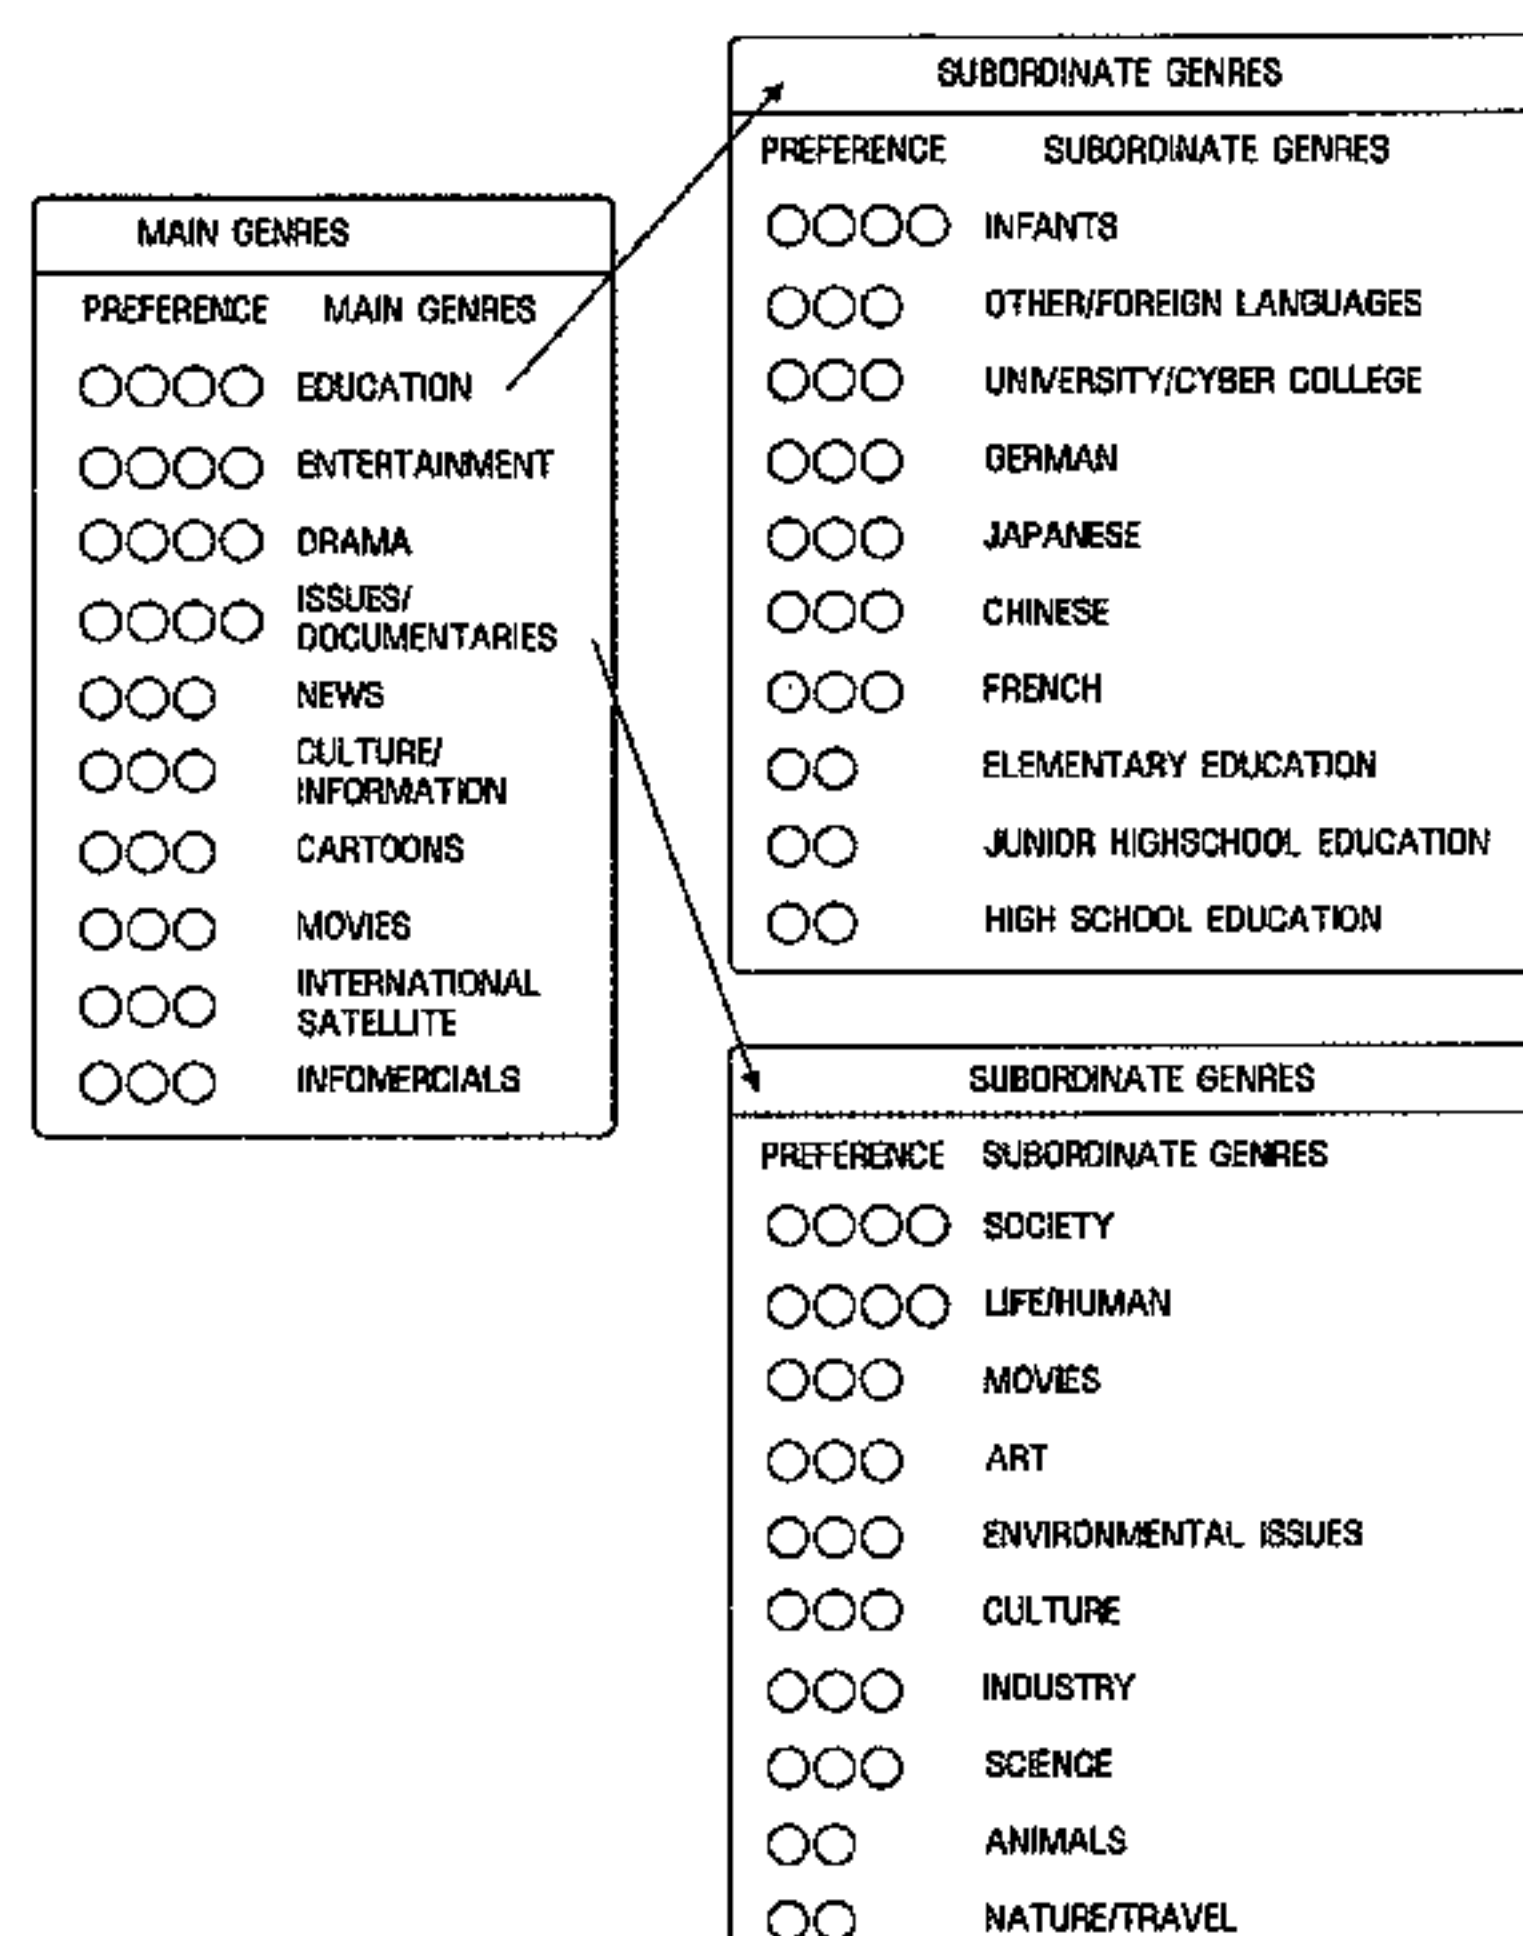 MAIN GENRES
PREFERENCE MAIN GENRES
EDUCATION
ENTERTAINMENT
DRAMA
ISSUES/
DOCUMENTARIES
NEWS
CULTURE/
INFORMATION
CARTOONS
MOVIES
INTERNATIONAL
SATELLITE
INFOMERCIALS
SUBORDINATE GENRES
PREFERENCE SUBORDINATE GENRES
INFANTS
OTHER/FOREIGN LANGUAGES
UNIVERSITY/CYBER COLLEGE
GERMAN
JAPANESE
CHINESE
FRENCH
ELEMENTARY EDUCATION
JUNIOR HIGHSCHOOL EDUCATION
HIGH SCHOOL EDUCATION
SUBORDINATE GENRES
PREFERENCE SUBORDINATE GENRES
SOCIETY
LIFE/HUMAN
MOVIES
ART
ENVIRONMENTAL ISSUES
CULTURE
INDUSTRY
SCIENCE
ANIMALS
NATURE/TRAVEL